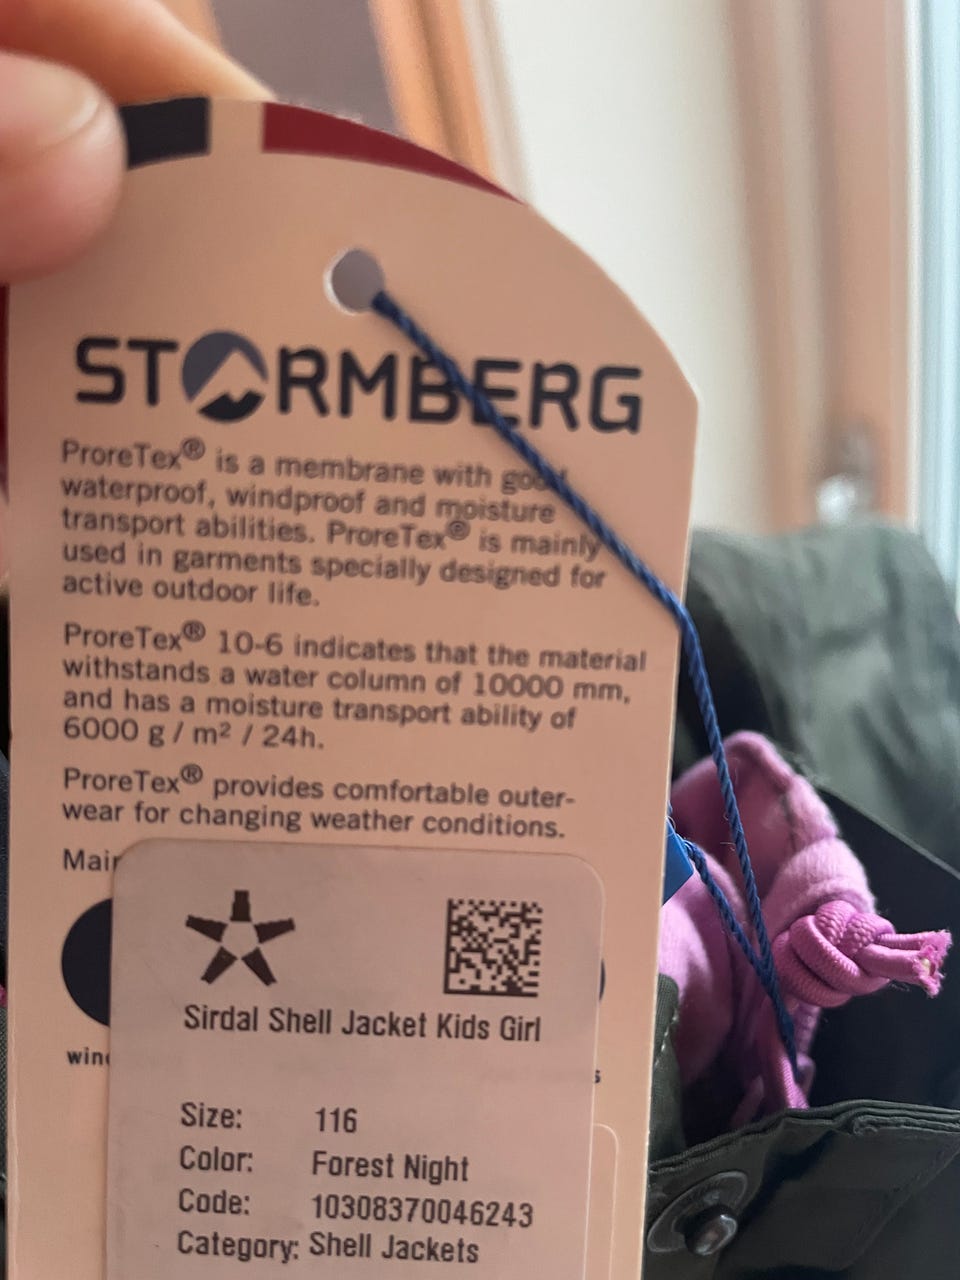 STORMBERG
ProreTex® is a membrane with good
waterproof, windproof and moisture
transport abilities. ProreTex® is mainly
used in garments specially designed for
active outdoor life.
ProreTex® 10-6 indicates that the material
withstands a water column of 10000 mm,
and has a moisture transport ability of
6000 g / m² / 24h.
ProreTex® provides comfortable outer-
wear for changing weather conditions.
Sirdal Shell Jacket Kids Girl
Size: 116
Color: Forest Night
Code: 10308370046243
Category: Shell Jackets